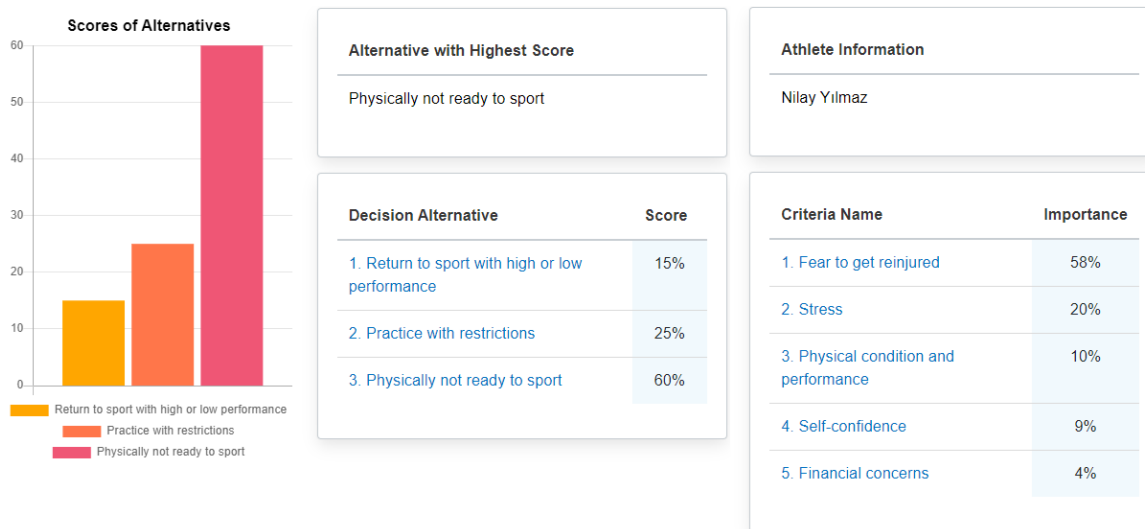 Scores of Alternatives
60
50
40
30
20
10
0
Return to sport with high or low performance
Practice with restrictions
Physically not ready to sport
Alternative with Highest Score
Physically not ready to sport
Athlete Information
Nilay Yılmaz
Decision Alternative Score
1. Return to sport with high or low 15%
performance
2. Practice with restrictions 25%
3. Physically not ready to sport 60%
Criteria Name Importance
1. Fear to get reinjured 58%
2. Stress 20%
3. Physical condition and 10%
performance
4. Self-confidence 9%
5. Financial concerns 4%